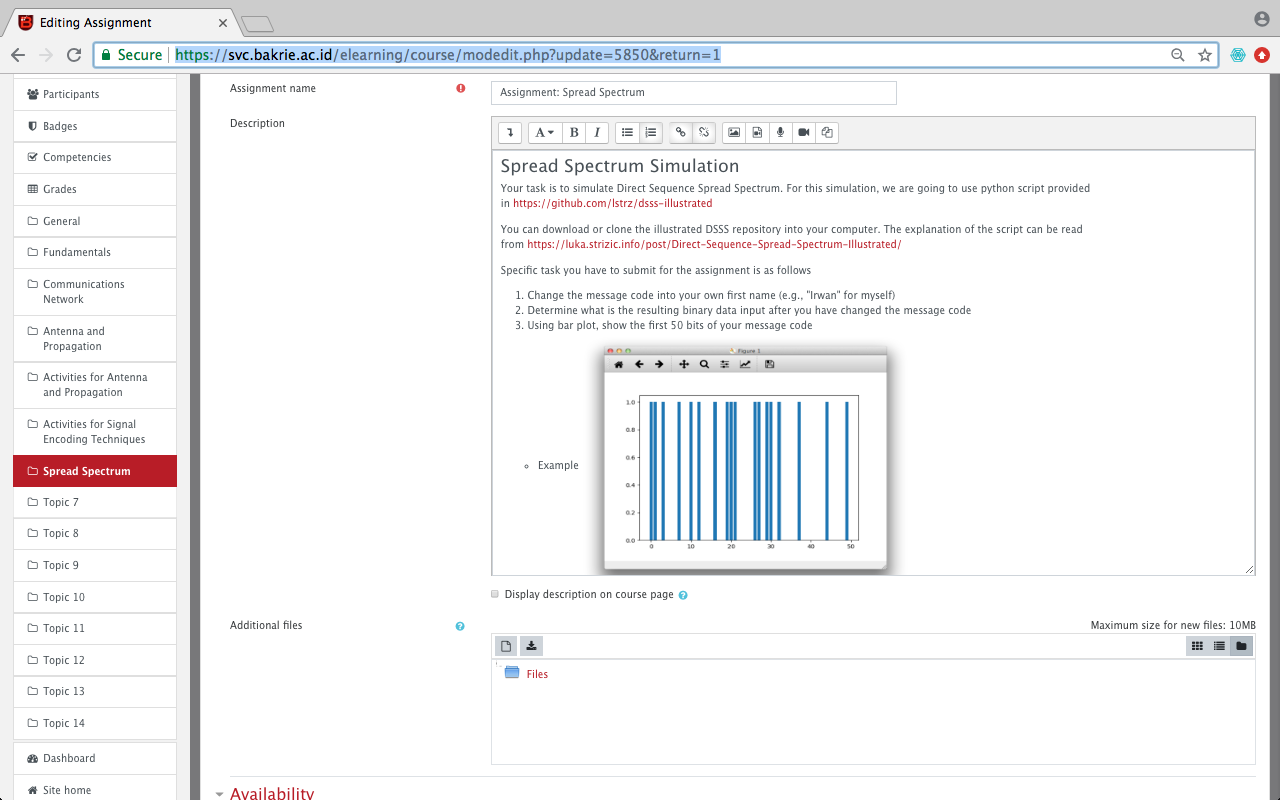 Editing Assignment
Secure
https://svc.bakrie.ac.id/elearning/course/modedit.php?update=5850&return=1
Participants
Badges
Competencies
Grades
General
Fundamentals
Communications
Network
Antenna and
Propagation
Activities for Antenna
and Propagation
Activities for Signal
Encoding Techniques
Spread Spectrum
Topic 7
Topic 8
Topic 9
Topic 10
Topic 11
Topic 12
Topic 13
Topic 14
Dashboard
Site home
Assignment name
Assignment: Spread Spectrum
Description
A B I
Spread Spectrum Simulation
Your task is to simulate Direct Sequence Spread Spectrum. For this simulation, we are going to use python script provided
in https://github.com/lstrz/dsss-illustrated
You can download or clone the illustrated DSSS repository into your computer. The explanation of the script can be read
from https://luka.strizic.info/post/Direct-Sequence-Spread-Spectrum-Illustrated/
Specific task you have to submit for the assignment is as follows
1. Change the message code into your own first name (e.g., "Irwan" for myself)
2. Determine what is the resulting binary data input after you have changed the message code
3. Using bar plot, show the first 50 bits of your message code
Example
Figure 1
1.0
0.8
0.6
0.4
0.2
0.0
0 10 20 30 40 50
Display description on course page
Additional files
Maximum size for new files: 10MB
Files
Availability